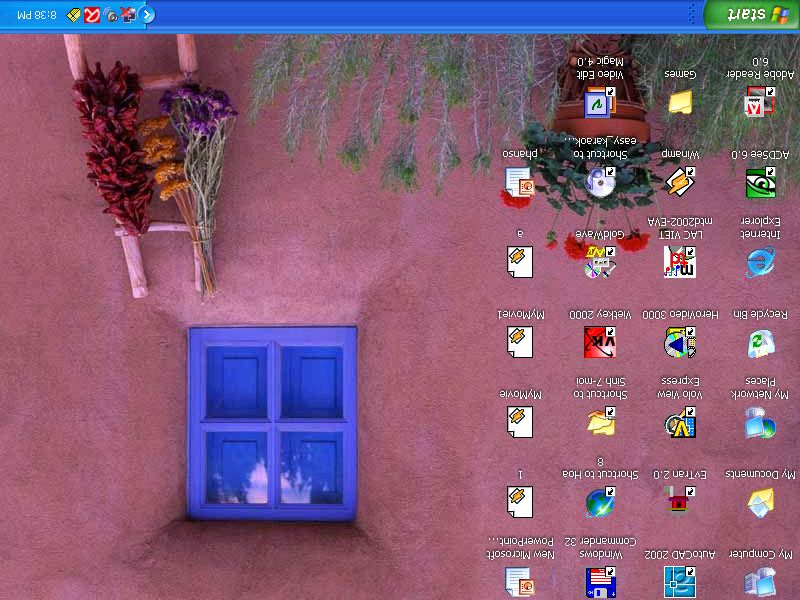 My Computer
My Documents
My Network
Places
Recycle Bin
Internet
Explorer
ACDSee 6.0
Adobe Reader
6.0
AutoCAD 2002
EvTran 2.0
Volo View
Express
HeroVideo 3000
LAC VIET
mtd2002-EVA
Winamp
Games
Windows
Commander 32
Shortcut to Hoa
8
Shortcut to
Sinh 7-moi
Vietkey 2000
GoldWave
Shortcut to
easy_karaok...
Video Edit
Magic 4.0
New Microsoft
PowerPoint...
1
MyMovie
MyMovie1
a
phanso
start
8:38 PM